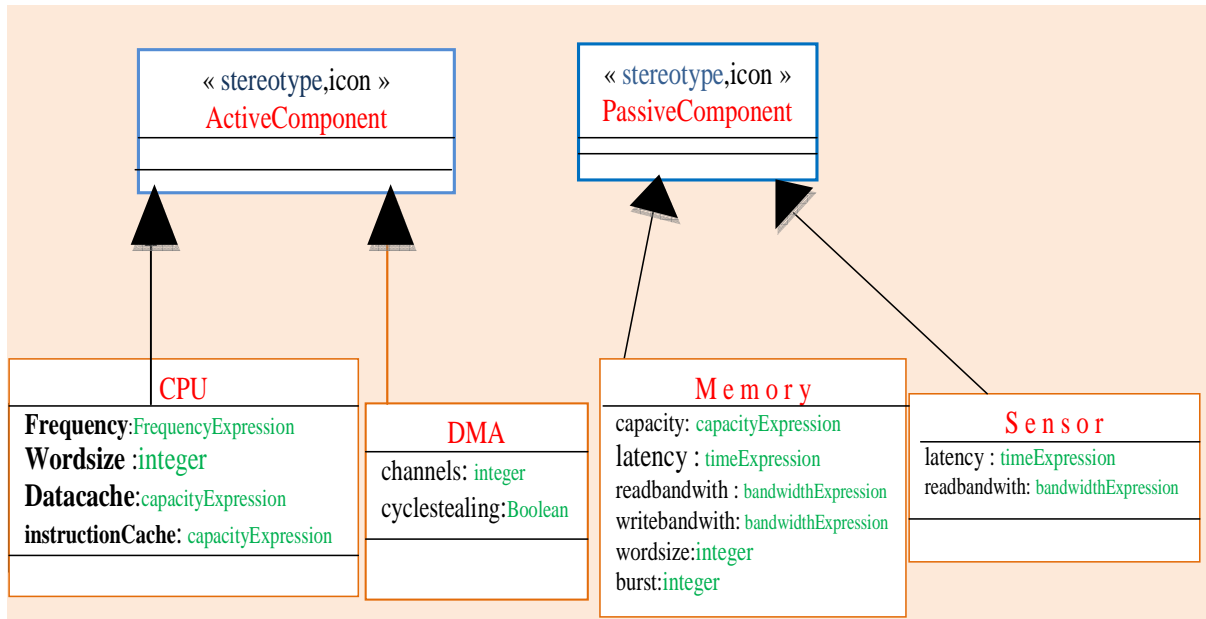 « stereotype,icon »
ActiveComponent
« stereotype,icon »
PassiveComponent
CPU
Frequency:FrequencyExpression
Wordsize :integer
Datacache:capacityExpression
instructionCache: capacityExpression
DMA
channels: integer
cyclestealing:Boolean
M e m o r y
capacity: capacityExpression
latency : timeExpression
readbandwith : bandwidthExpression
writebandwith: bandwidthExpression
wordsize:integer
burst:integer
S e n s o r
latency : timeExpression
readbandwith: bandwidthExpression